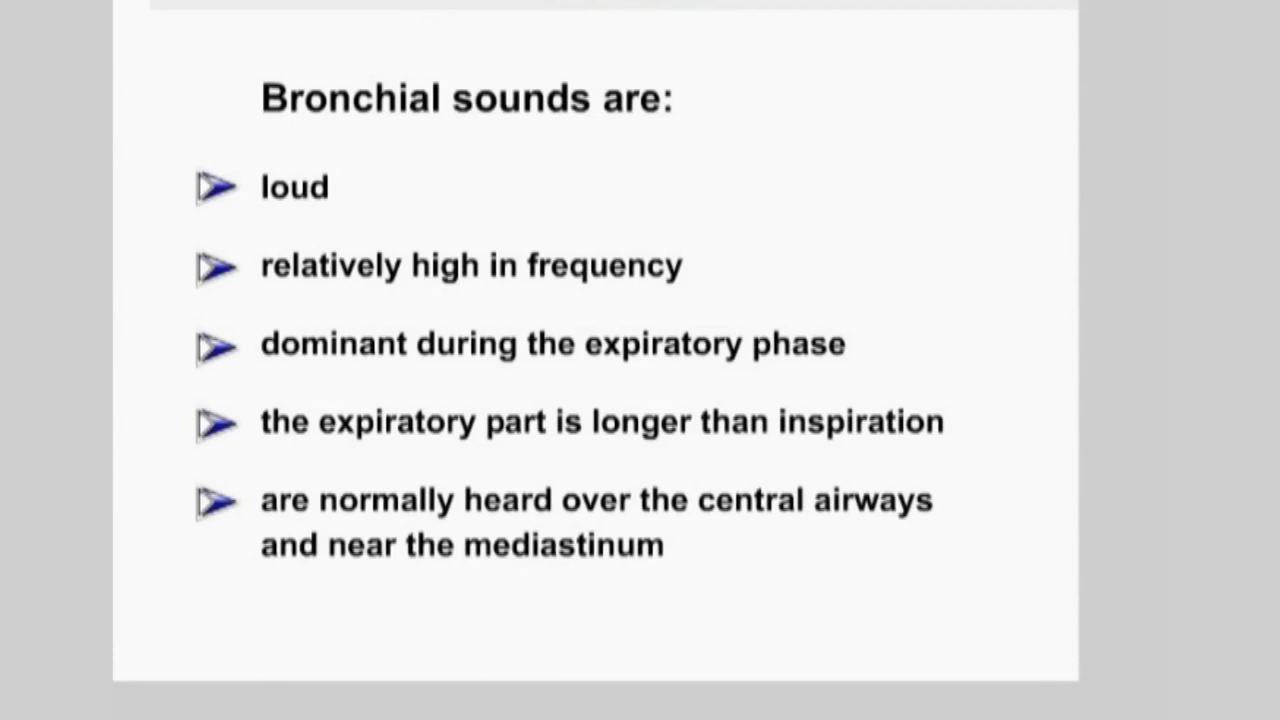 Bronchial sounds are:
loud
relatively high in frequency
dominant during the expiratory phase
the expiratory part is longer than inspiration
are normally heard over the central airways
and near the mediastinum